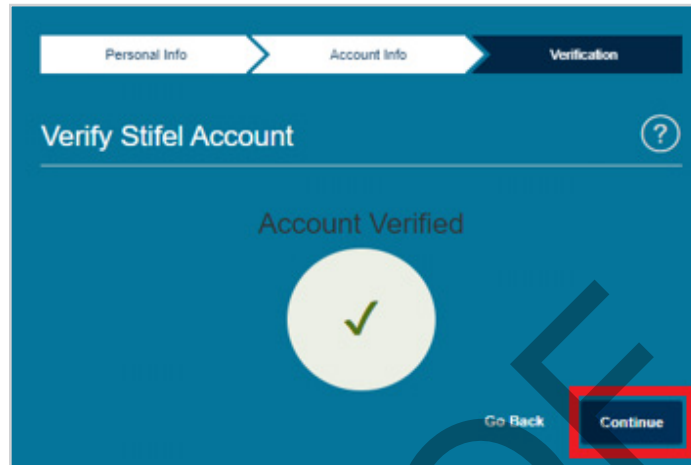 Personal Info Account Info Verification
Verify Stifel Account ?
Account Verified
Go Back Continue